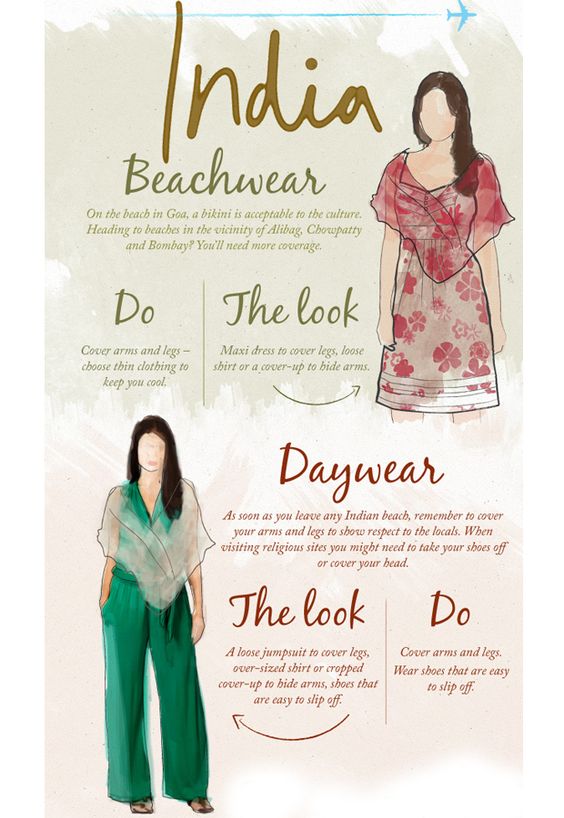 India
Beachwear
On the beach in Goa, a bikini is acceptable to the culture.
Heading to beaches in the vicinity of Alibag, Chowpatty
and Bombay? You'll need more coverage.
Do
Cover arms and legs –
choose thin clothing to
keep you cool.
The look
Maxi dress to cover legs, loose
shirt or a cover-up to hide arms.
Daywear
As soon as you leave any Indian beach, remember to cover
your arms and legs to show respect to the locals. When
visiting religious sites you might need to take your shoes off
or cover your head.
The look
A loose jumpsuit to cover legs,
over-sized shirt or cropped
cover-up to hide arms, shoes that
are easy to slip off.
Do
Cover arms and legs.
Wear shoes that are easy
to slip off.